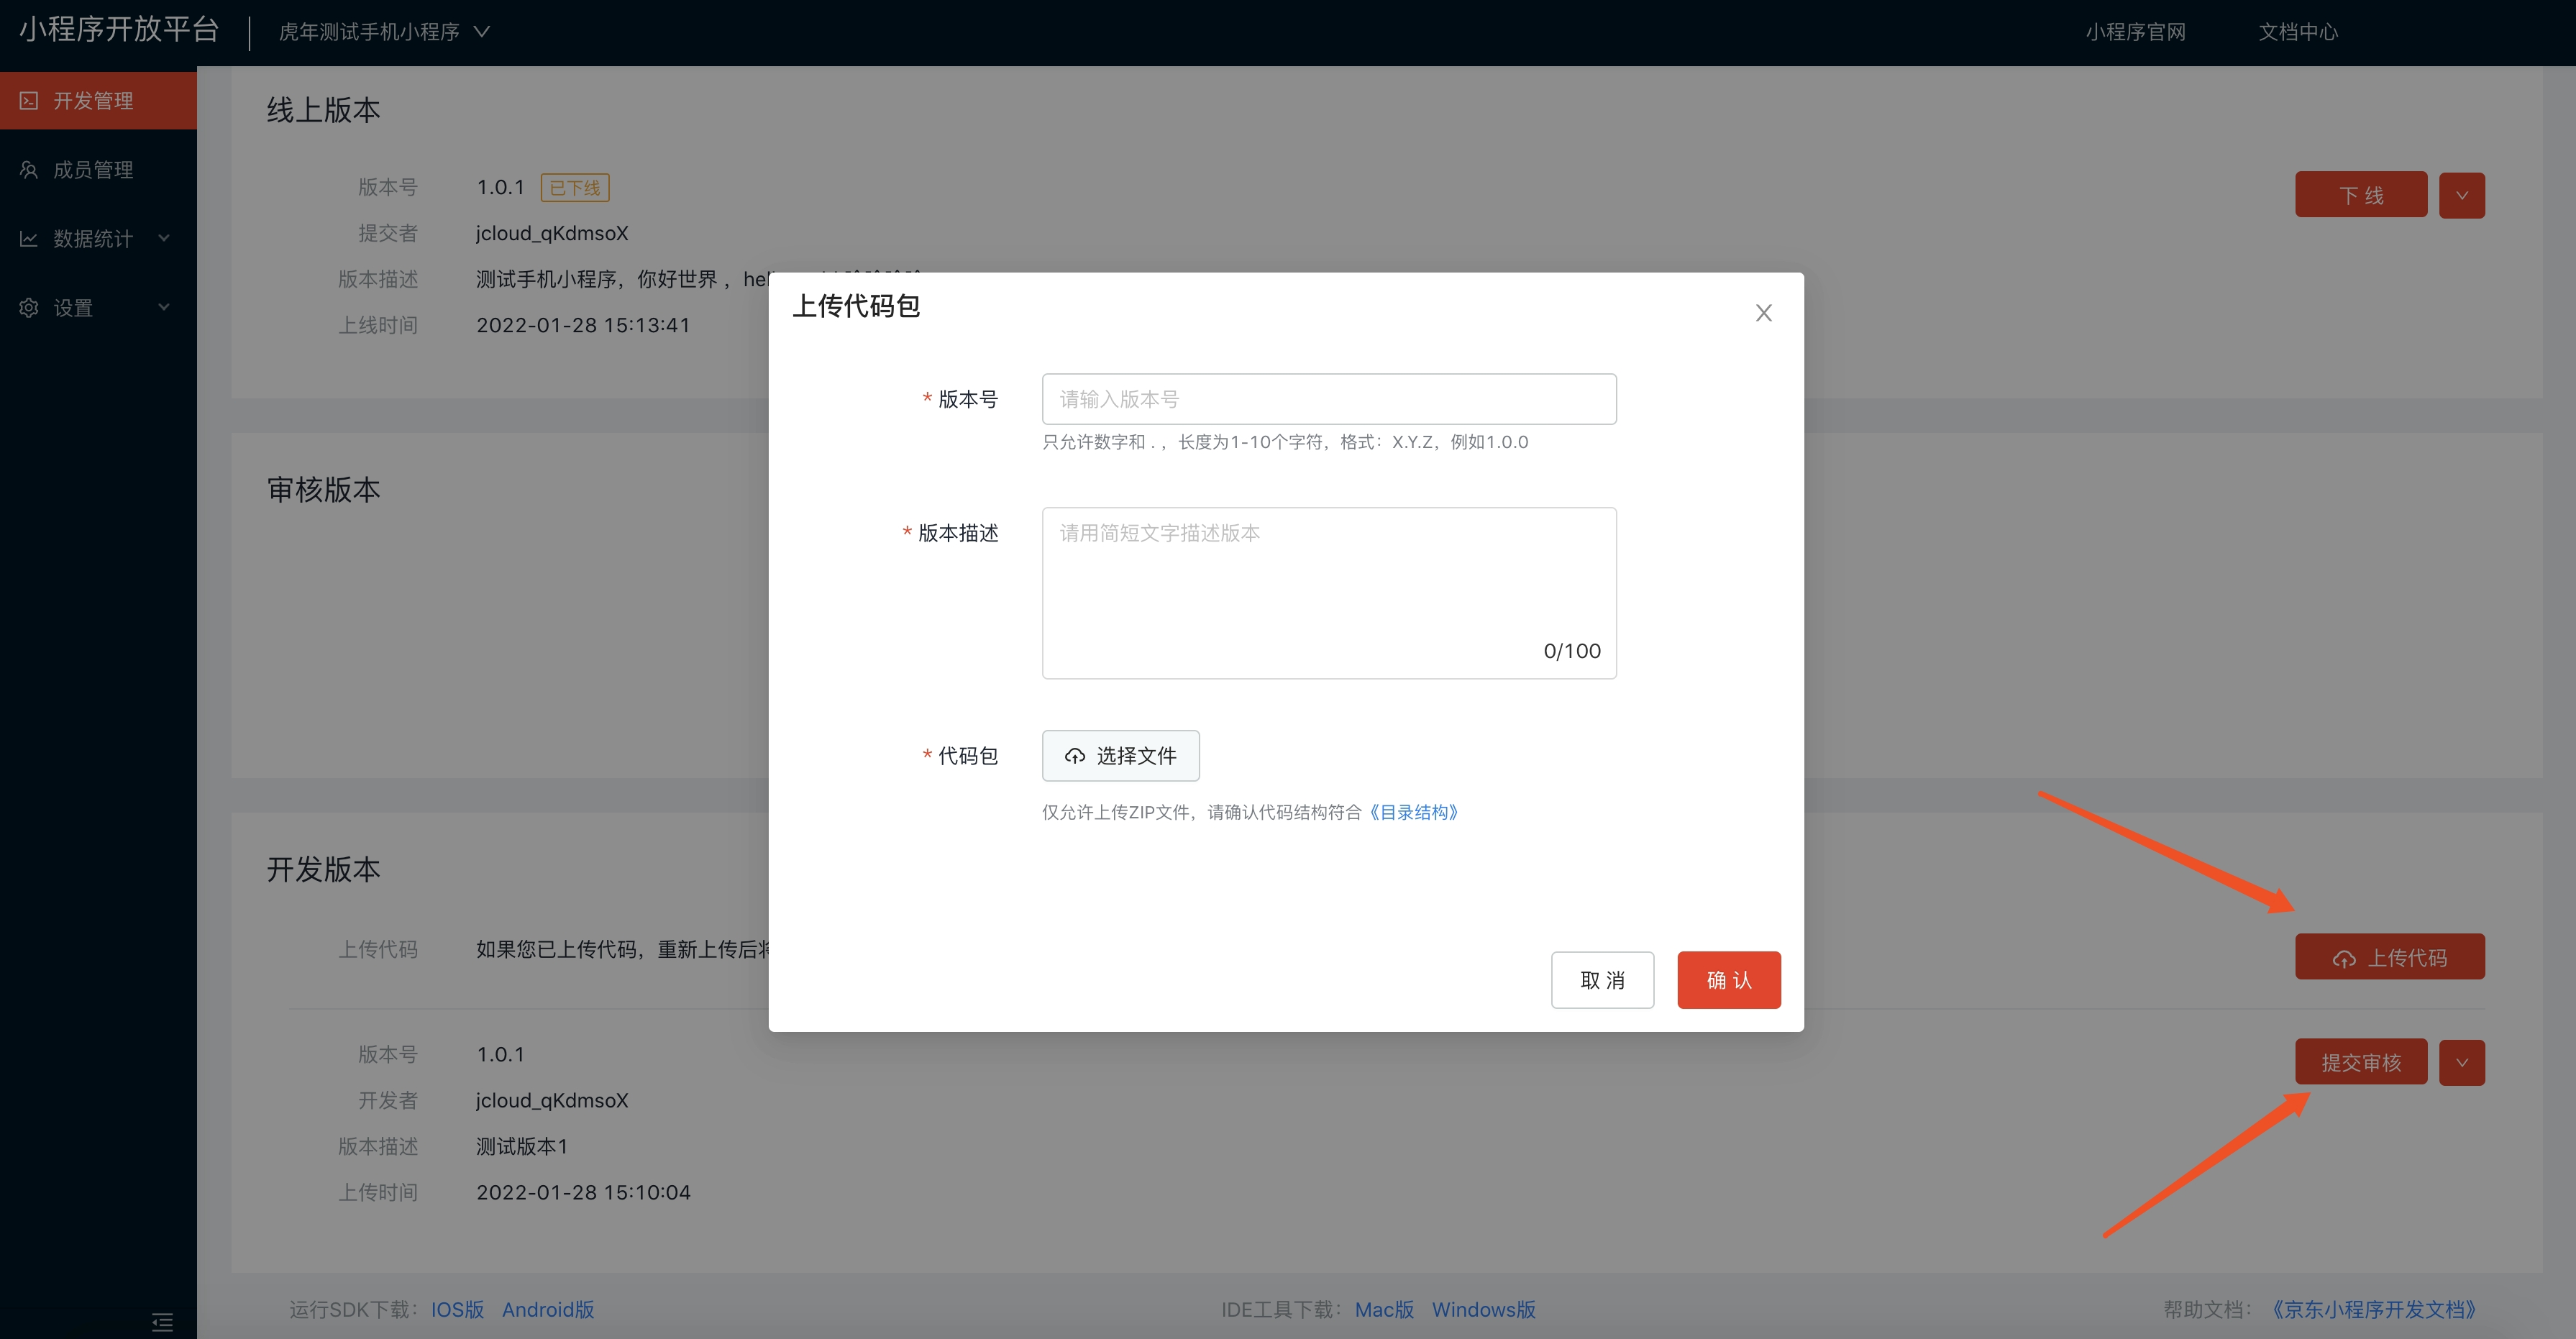 小程序开放平台
虎年测试手机小程序
小程序官网
文档中心
开发管理
成员管理
数据统计
设置
线上版本
版本号 1.0.1 已下线
下 线
提交者 jcloud_qKdmsoX
版本描述 测试手机小程序，你好世界，hel
上线时间 2022-01-28 15:13:41
审核版本
开发版本
上传代码 如果您已上传代码，重新上传后
上传代码
版本号 1.0.1
提交审核
开发者 jcloud_qKdmsoX
版本描述 测试版本1
上传时间 2022-01-28 15:10:04
上传代码包
* 版本号 请输入版本号
只允许数字和 . ，长度为1-10个字符，格式：X.Y.Z，例如1.0.0
* 版本描述 请用简短文字描述版本
0/100
* 代码包 选择文件
仅允许上传ZIP文件，请确认代码结构符合《目录结构》
取 消
确 认
运行SDK下载： IOS版 Android版
IDE工具下载： Mac版 Windows版
帮助文档： 《京东小程序开发文档》